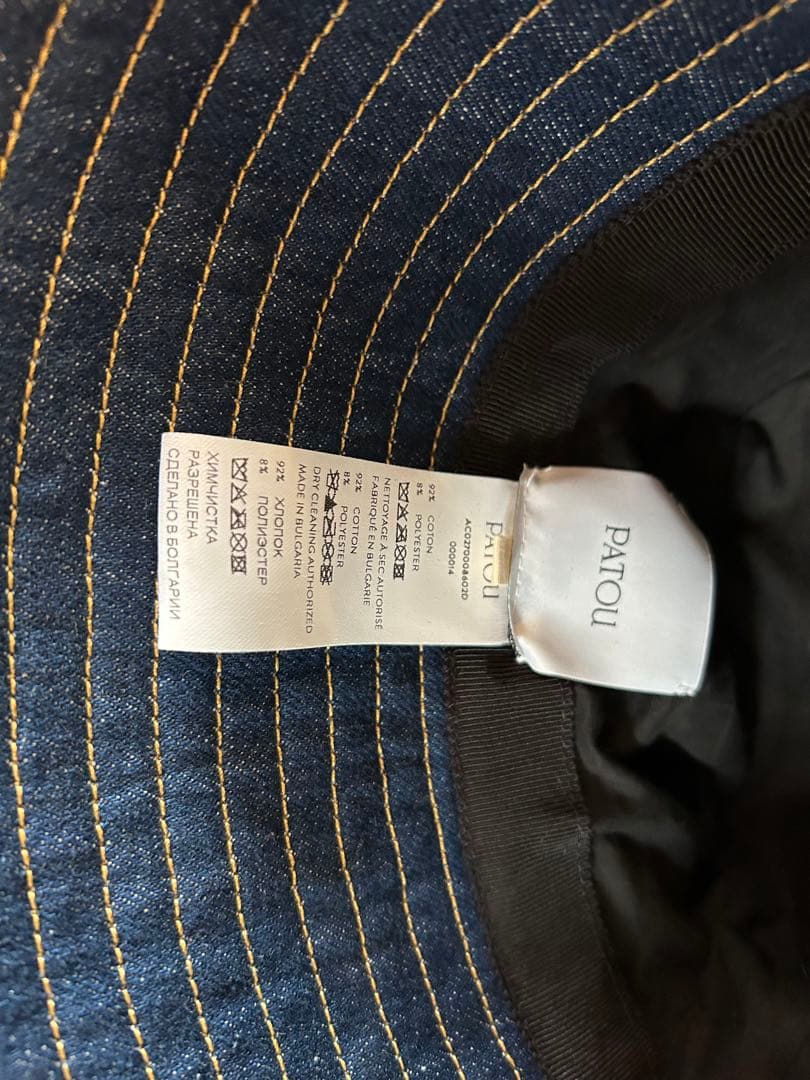 PATOU
PATOU
AC0270008602D
000014
92% COTON
8% POLYESTER
NETTOYAGE À SEC AUTORISÉ
FABRIQUÉ EN BULGARIE
92% COTTON
8% POLYESTER
DRY CLEANING AUTHORIZED
MADE IN BULGARIA
92% ХЛОПОК
8% ПОЛИЭСТЕР
ХИМЧИСТКА
РАЗРЕШЕНА
СДЕЛАНО В БОЛГАРИИ